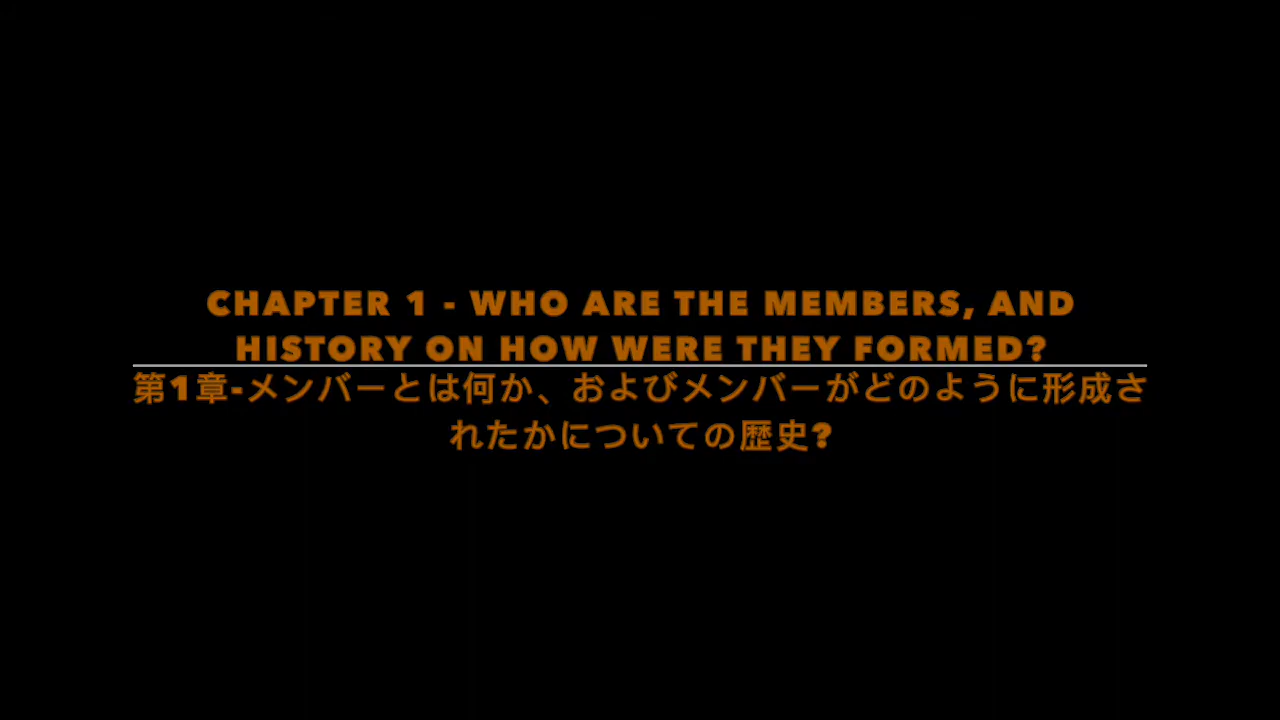 CHAPTER 1 - WHO ARE THE MEMBERS, AND
HISTORY ON HOW WERE THEY FORMED?
第1章-メンバーとは何か、およびメンバーがどのように形成さ
れたかについての歴史?